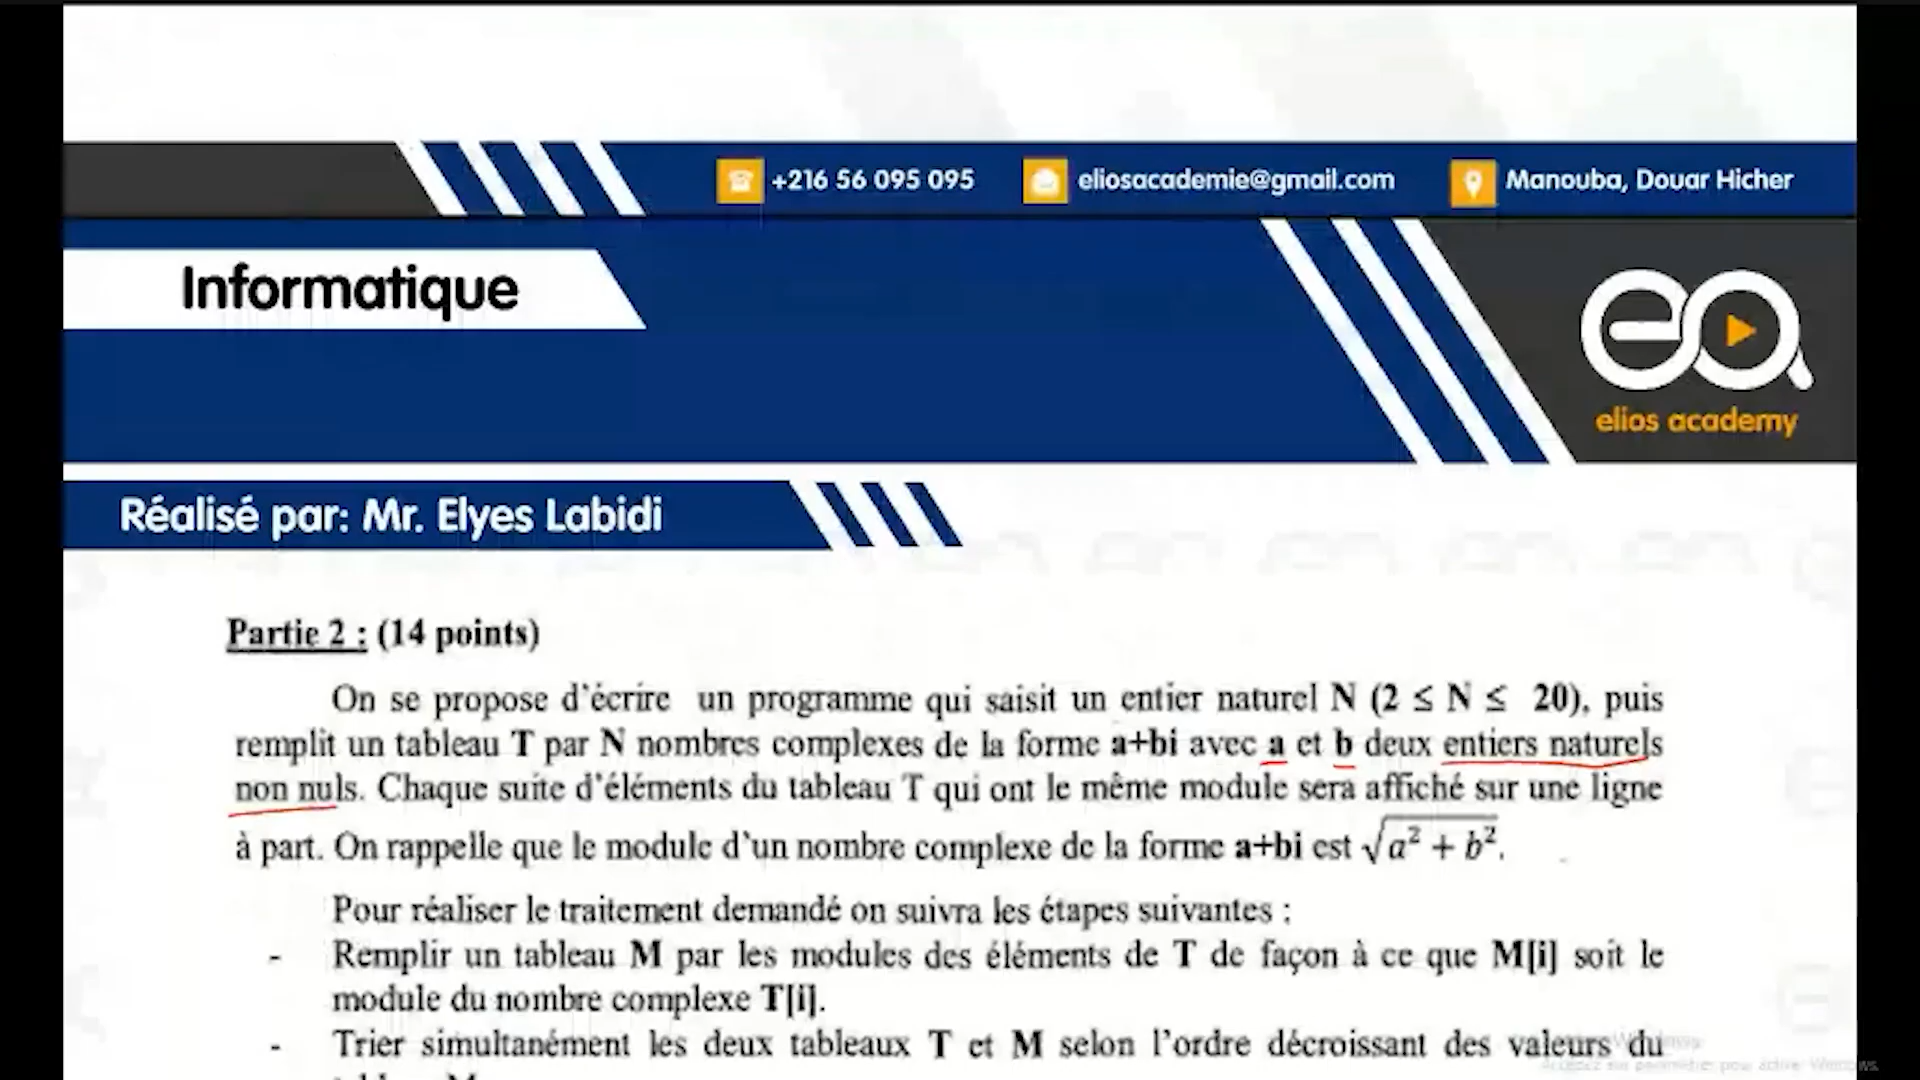 +216 56 095 095 eliosacademie@gmail.com Manouba, Douar Hicher
Informatique
elios academy
Réalisé par: Mr. Elyes Labidi
Partie 2 : (14 points)
On se propose d'écrire un programme qui saisit un entier naturel N (2 ≤ N ≤ 20), puis
remplit un tableau T par N nombres complexes de la forme a+bi avec a et b deux entiers naturels
non nuls. Chaque suite d'éléments du tableau T qui ont le même module sera affiché sur une ligne
à part. On rappelle que le module d'un nombre complexe de la forme a+bi est √a² + b².
Pour réaliser le traitement demandé on suivra les étapes suivantes :
- Remplir un tableau M par les modules des éléments de T de façon à ce que M[i] soit le
module du nombre complexe T[i].
- Trier simultanément les deux tableaux T et M selon l'ordre décroissant des valeurs du